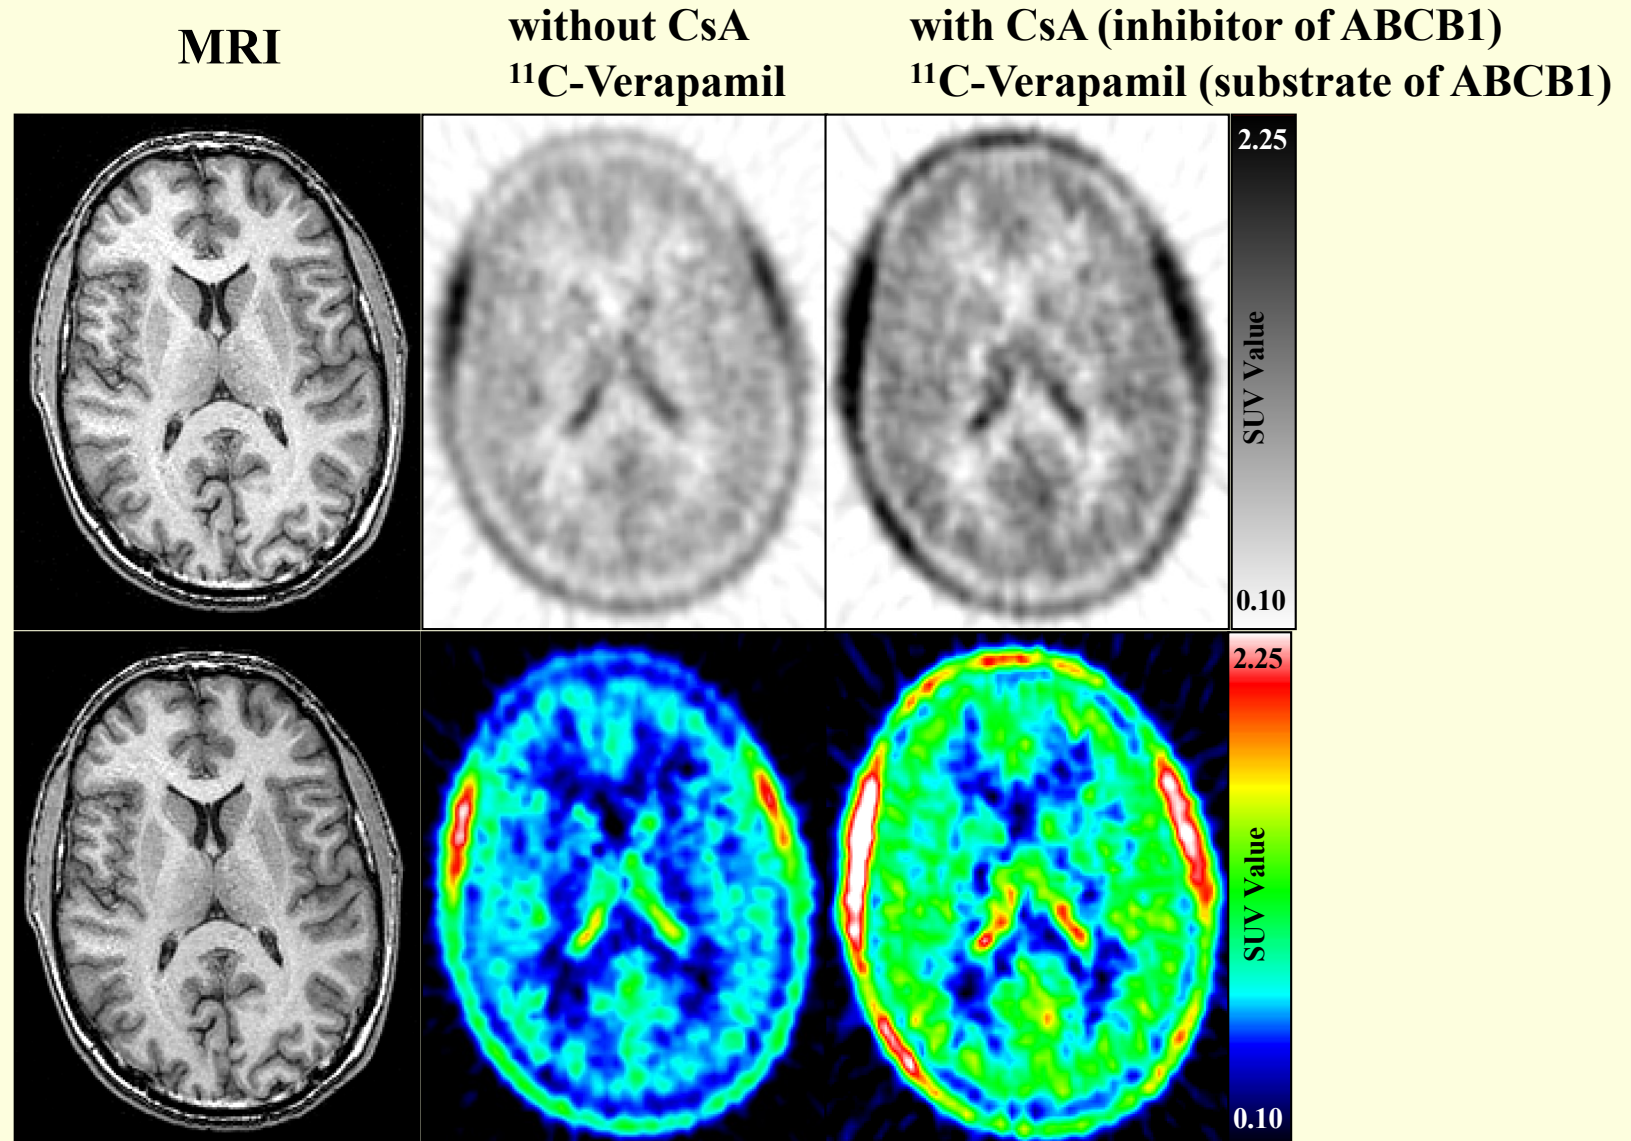 MRI
without CsA
¹¹C-Verapamil
with CsA (inhibitor of ABCB1)
¹¹C-Verapamil (substrate of ABCB1)
2.25
SUV Value
0.10
2.25
SUV Value
0.10